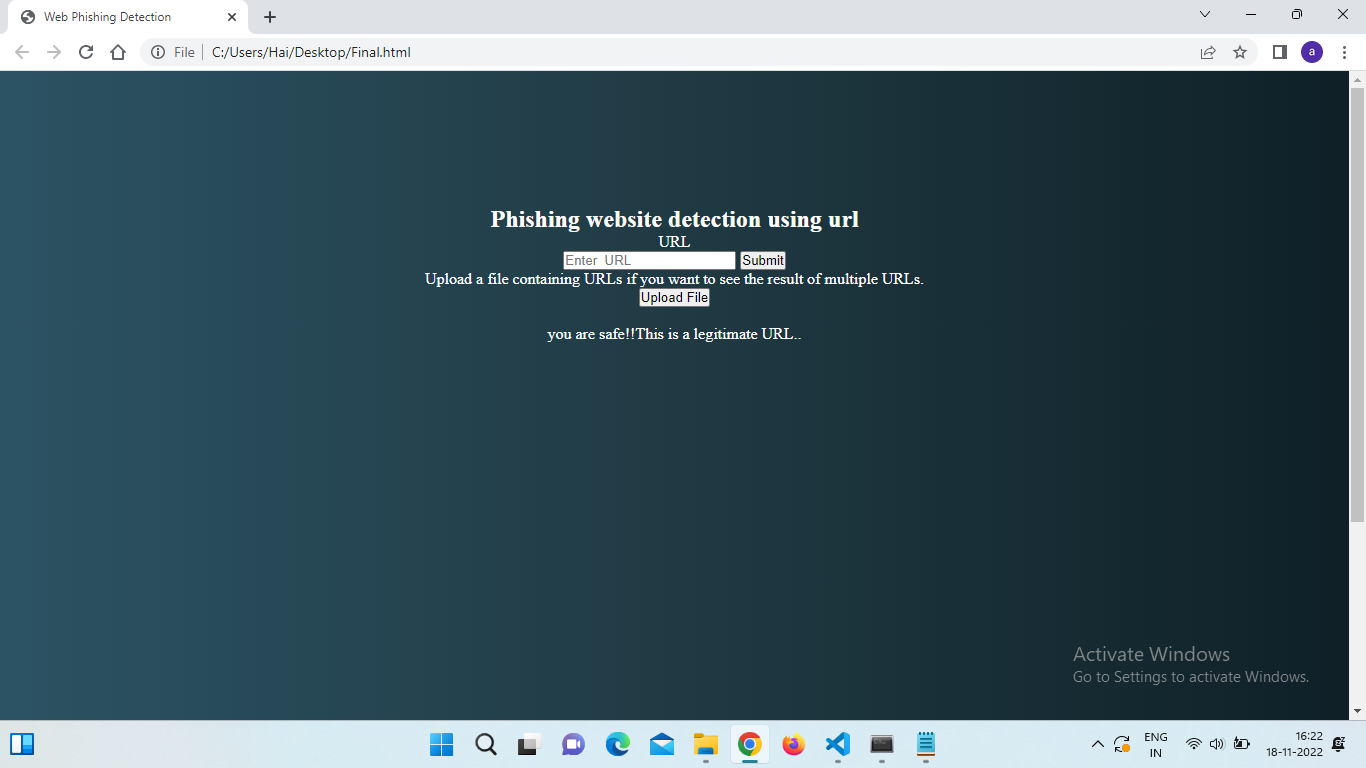 Web Phishing Detection
File
C:/Users/Hai/Desktop/Final.html
a
Phishing website detection using url
URL
Enter  URL Submit
Upload a file containing URLs if you want to see the result of multiple URLs.
Upload File
you are safe!!This is a legitimate URL..
Activate Windows
Go to Settings to activate Windows.
ENG
IN
16:22
18-11-2022